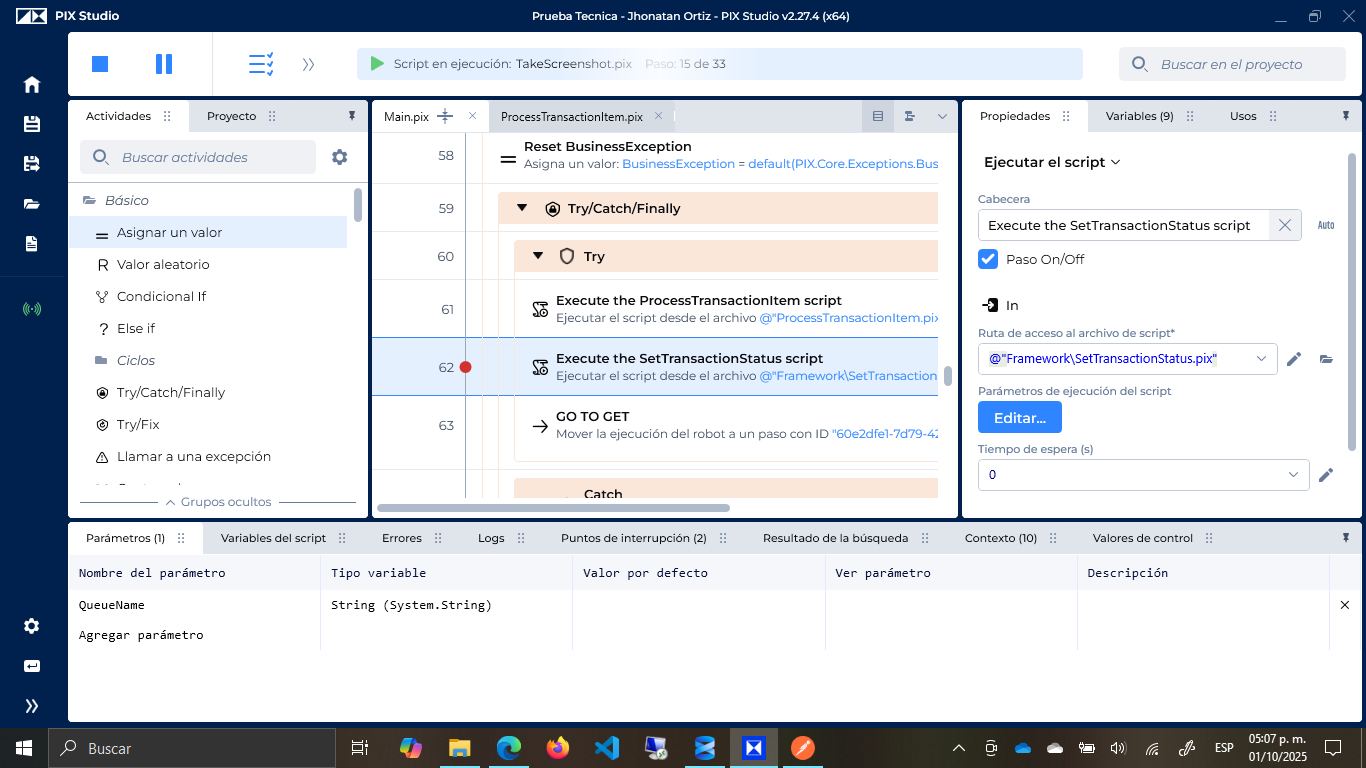 PIX Studio
Prueba Tecnica - Jhonatan Ortiz - PIX Studio v2.27.4 (x64)
Script en ejecución: TakeScreenshot.pix Paso: 15 de 33
Buscar en el proyecto
Actividades
Proyecto
Buscar actividades
Básico
Asignar un valor
Valor aleatorio
Condicional If
Else if
Ciclos
Try/Catch/Finally
Try/Fix
Llamar a una excepción
Grupos ocultos
Main.pix
ProcessTransactionItem.pix
58
Reset BusinessException
Asigna un valor: BusinessException = default(PIX.Core.Exceptions.Bus
59
Try/Catch/Finally
60
Try
61
Execute the ProcessTransactionItem script
Ejecutar el script desde el archivo @"ProcessTransactionItem.pix
62
Execute the SetTransactionStatus script
Ejecutar el script desde el archivo @"Framework\SetTransaction
63
GO TO GET
Mover la ejecución del robot a un paso con ID "60e2dfe1-7d79-42
Catch
Propiedades
Variables (9)
Usos
Ejecutar el script
Cabecera
Execute the SetTransactionStatus script
Auto
Paso On/Off
In
Ruta de acceso al archivo de script*
@"Framework\SetTransactionStatus.pix"
Parámetros de ejecución del script
Editar...
Tiempo de espera (s)
0
Parámetros (1)
Variables del script
Errores
Logs
Puntos de interrupción (2)
Resultado de la búsqueda
Contexto (10)
Valores de control
Nombre del parámetro
Tipo variable
Valor por defecto
Ver parámetro
Descripción
QueueName
String (System.String)
Agregar parámetro
Buscar
ESP
05:07 p. m.
01/10/2025